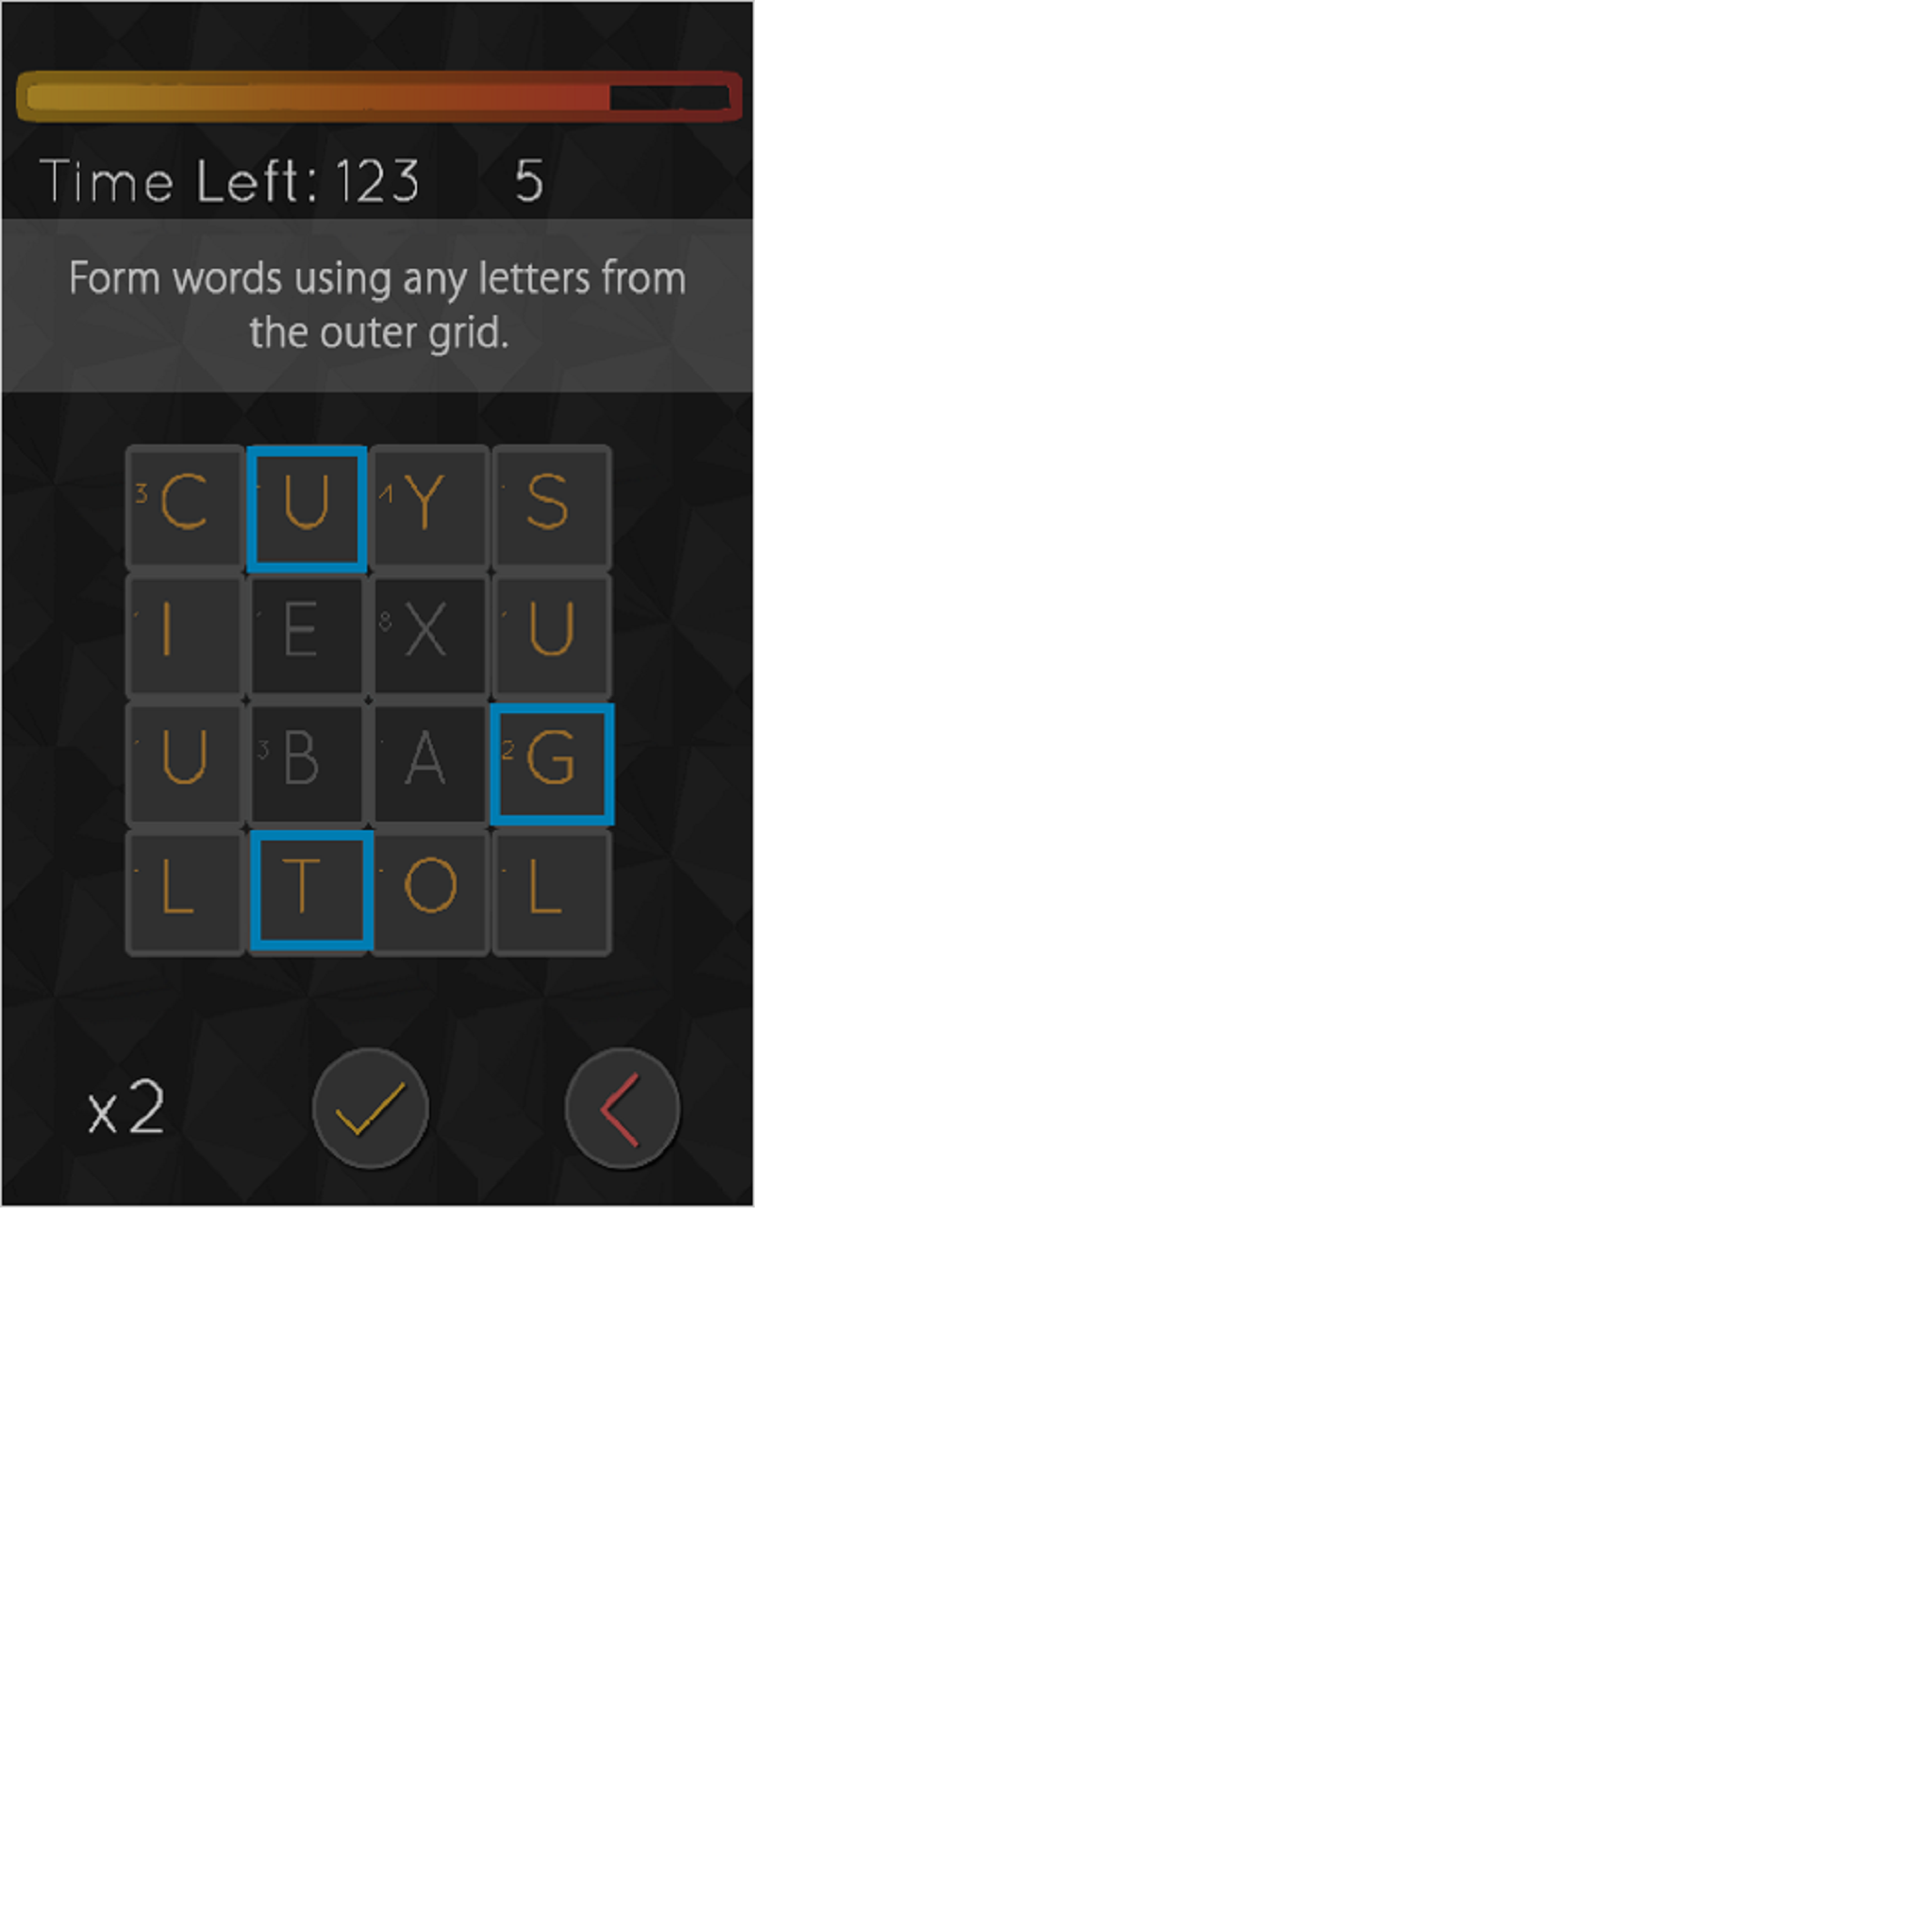 Time Left: 123 5
Form words using any letters from
the outer grid.
3 C U 4 Y S
I E 8 X U
U 3 B A 2 G
L T O L
x2